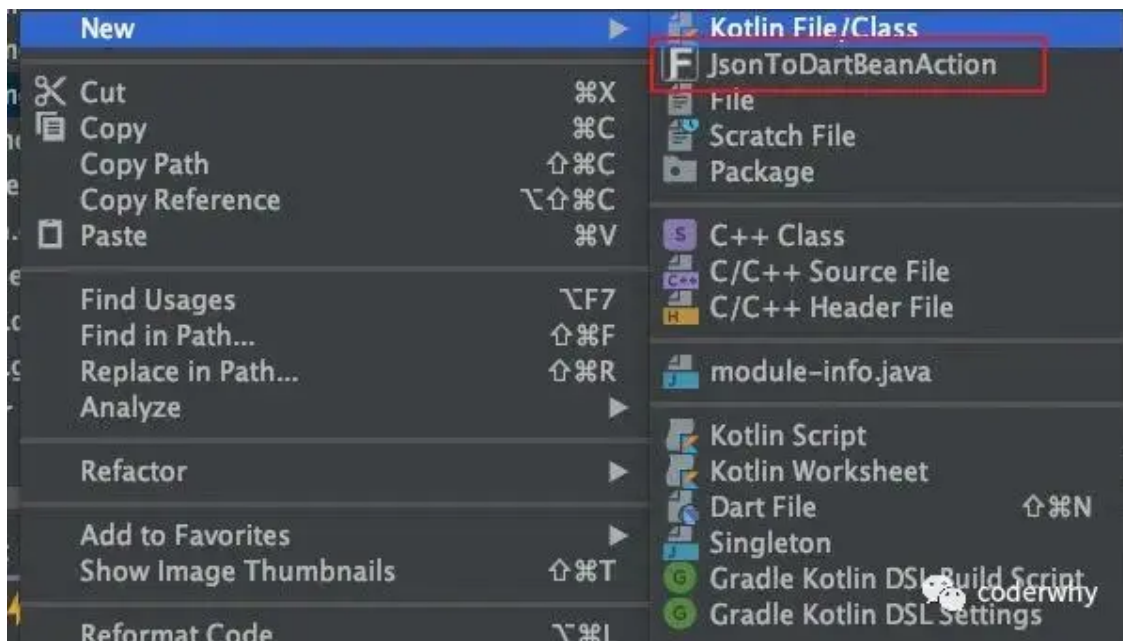 New
Cut ⌘X
Copy ⌘C
Copy Path ⇧⌘C
Copy Reference ⌥⇧⌘C
Paste ⌘V
Find Usages ⌥F7
Find in Path... ⇧⌘F
Replace in Path... ⇧⌘R
Analyze
Refactor
Add to Favorites
Show Image Thumbnails ⇧⌘T
Reformat Code ⌥⌘L
Kotlin File/Class
JsonToDartBeanAction
File
Scratch File
Package
C++ Class
C/C++ Source File
C/C++ Header File
module-info.java
Kotlin Script
Kotlin Worksheet
Dart File ⇧⌘N
Singleton
Gradle Kotlin DSL Build Script
Gradle Kotlin DSL Settings
coderwhy